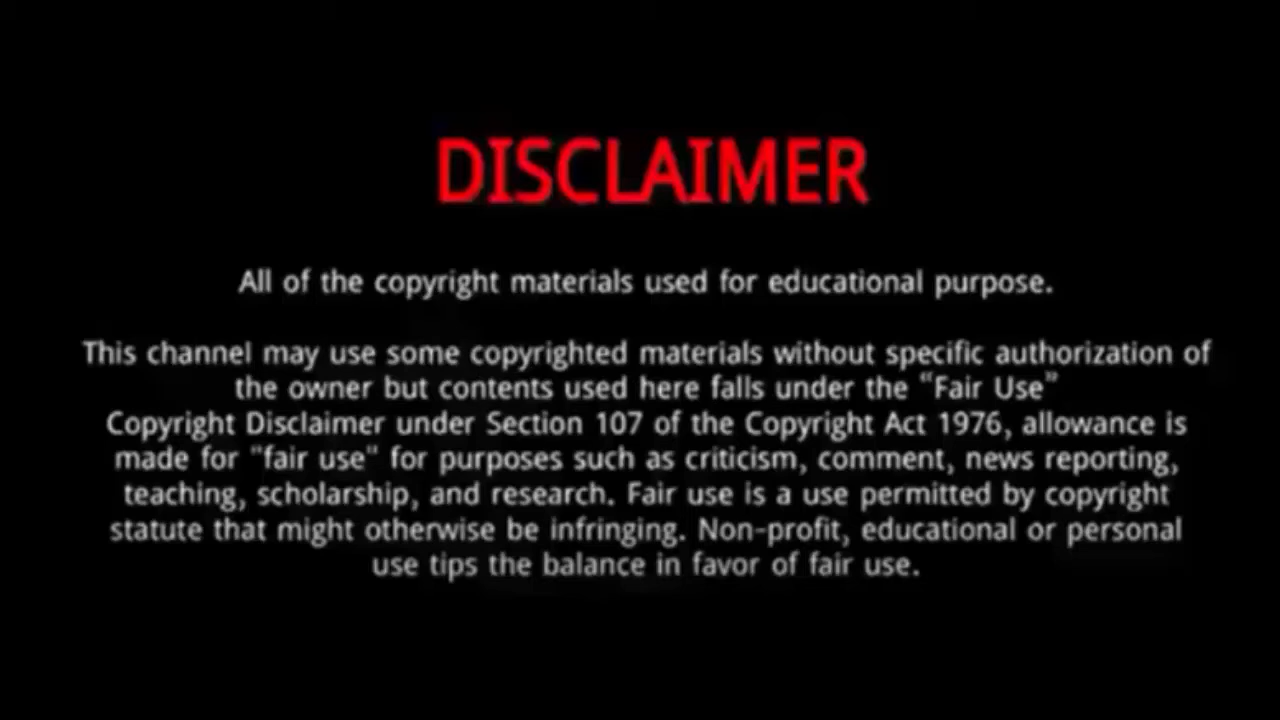 DISCLAIMER
All of the copyright materials used for educational purpose.
This channel may use some copyrighted materials without specific authorization of
the owner but contents used here falls under the “Fair Use”
Copyright Disclaimer under Section 107 of the Copyright Act 1976, allowance is
made for "fair use" for purposes such as criticism, comment, news reporting,
teaching, scholarship, and research. Fair use is a use permitted by copyright
statute that might otherwise be infringing. Non-profit, educational or personal
use tips the balance in favor of fair use.